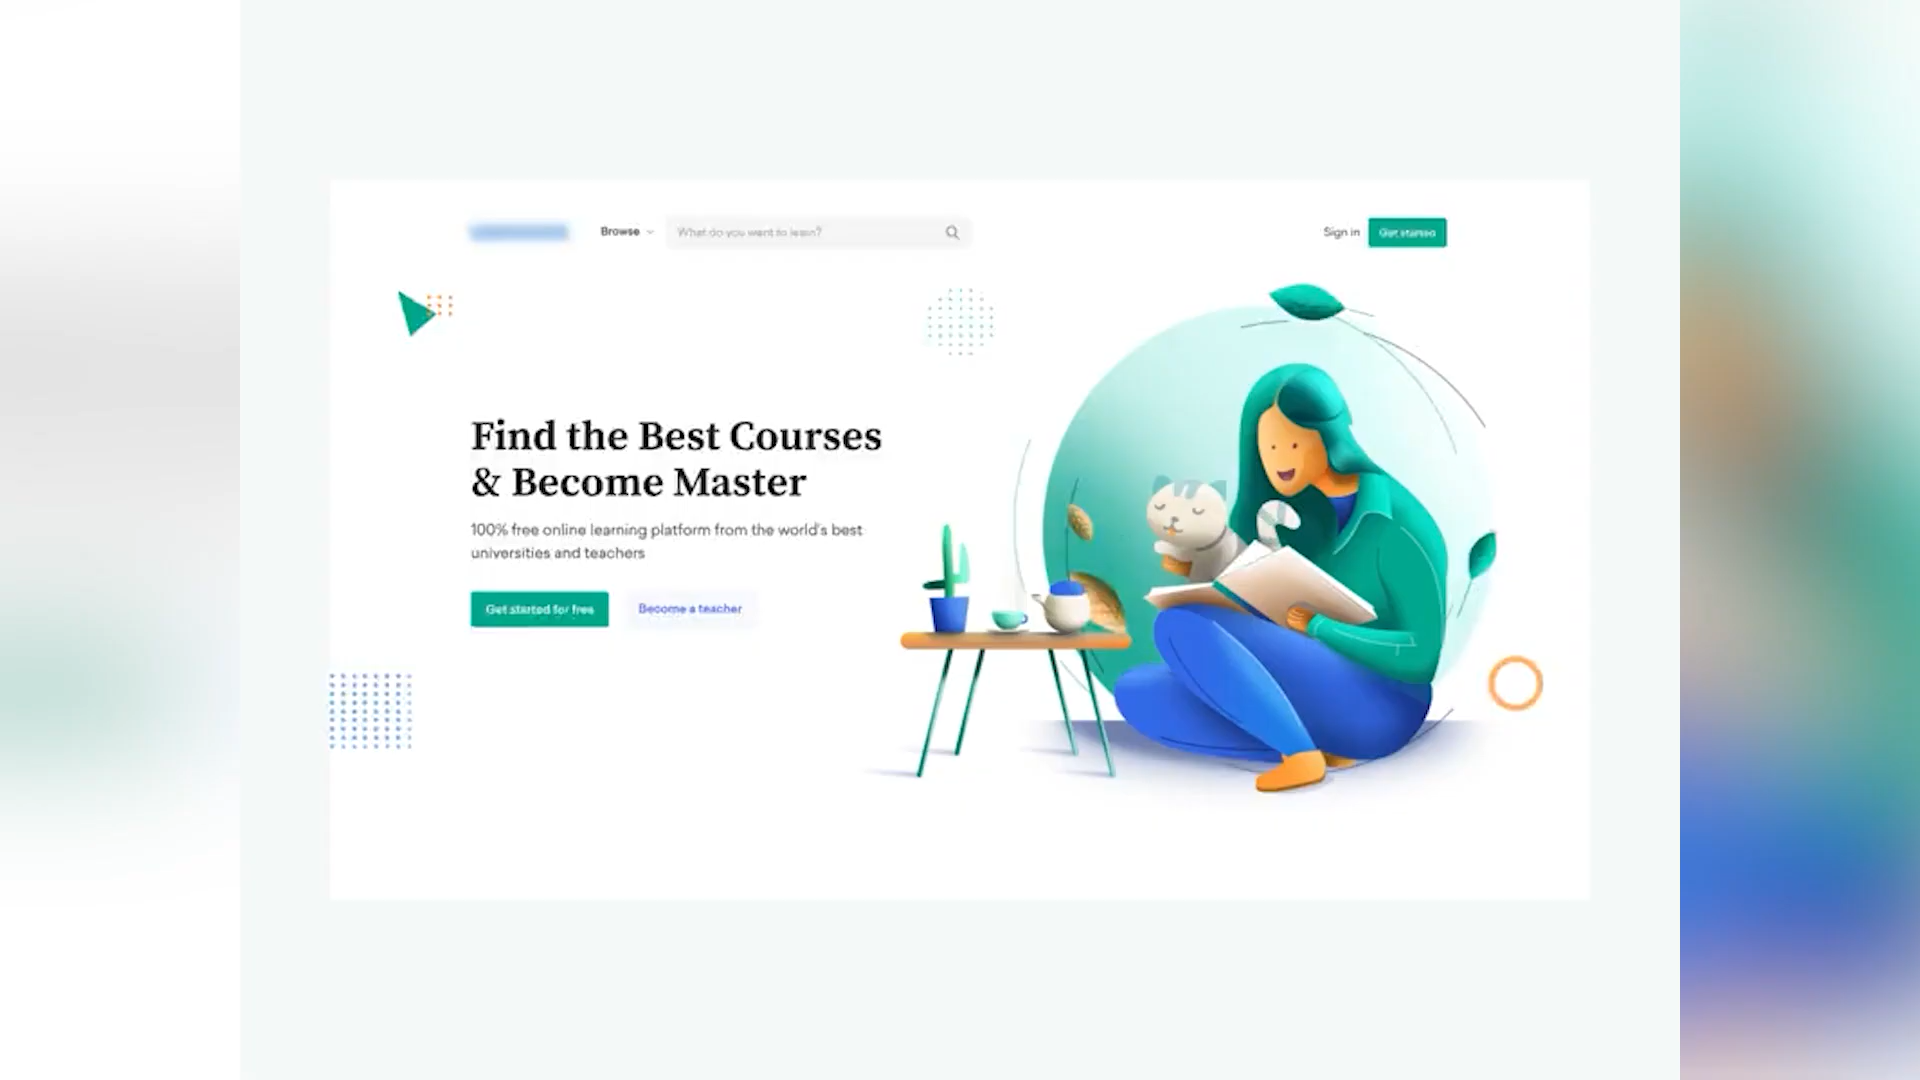 Browse
What do you want to learn?
Sign in
Get started
Find the Best Courses
& Become Master
100% free online learning platform from the world's best
universities and teachers
Get started for free
Become a teacher